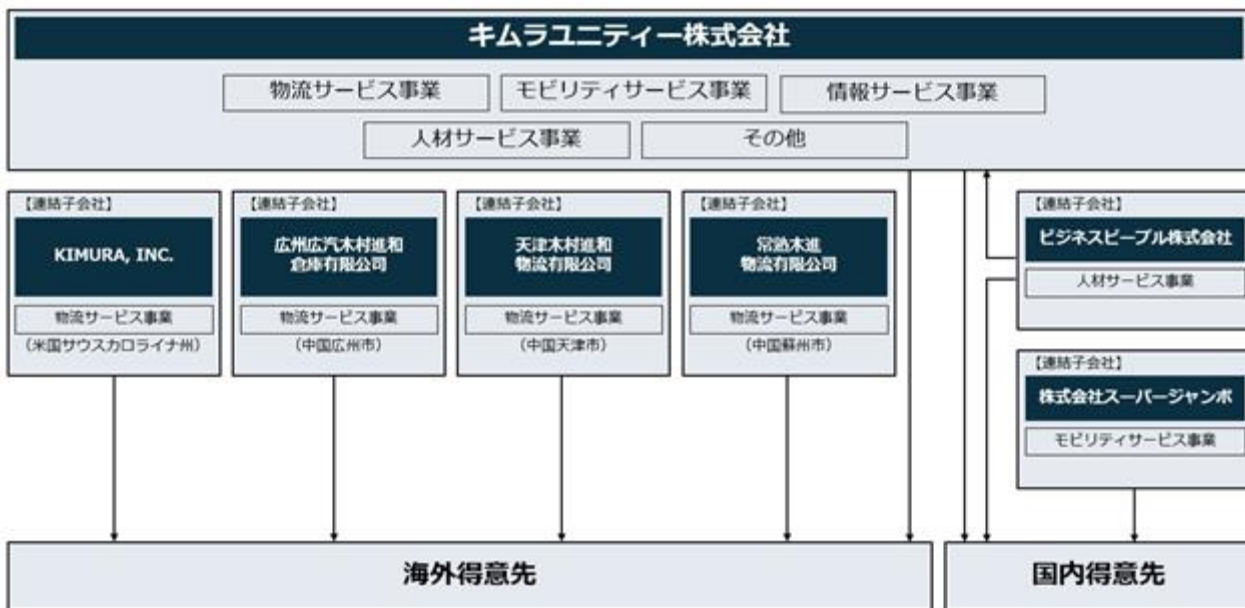 キムラユニティー株式会社
物流サービス事業
モビリティサービス事業
情報サービス事業
人材サービス事業
その他
【連結子会社】
KIMURA, INC.
物流サービス事業
（米国サウスカロライナ州）
【連結子会社】
広州広汽木村進和
倉庫有限公司
物流サービス事業
（中国広州市）
【連結子会社】
天津木村進和
物流有限公司
物流サービス事業
（中国天津市）
【連結子会社】
常熟木進
物流有限公司
物流サービス事業
（中国蘇州市）
【連結子会社】
ビジネスピープル株式会社
人材サービス事業
【連結子会社】
株式会社スーパージャンボ
モビリティサービス事業
海外得意先
国内得意先